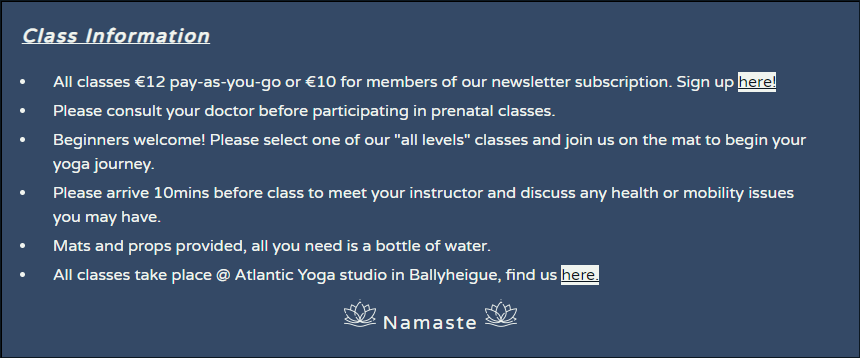 Class Information
• All classes €12 pay-as-you-go or €10 for members of our newsletter subscription. Sign up here!
• Please consult your doctor before participating in prenatal classes.
• Beginners welcome! Please select one of our "all levels" classes and join us on the mat to begin your
yoga journey.
• Please arrive 10mins before class to meet your instructor and discuss any health or mobility issues
you may have.
• Mats and props provided, all you need is a bottle of water.
• All classes take place @ Atlantic Yoga studio in Ballyheigue, find us here.
Namaste